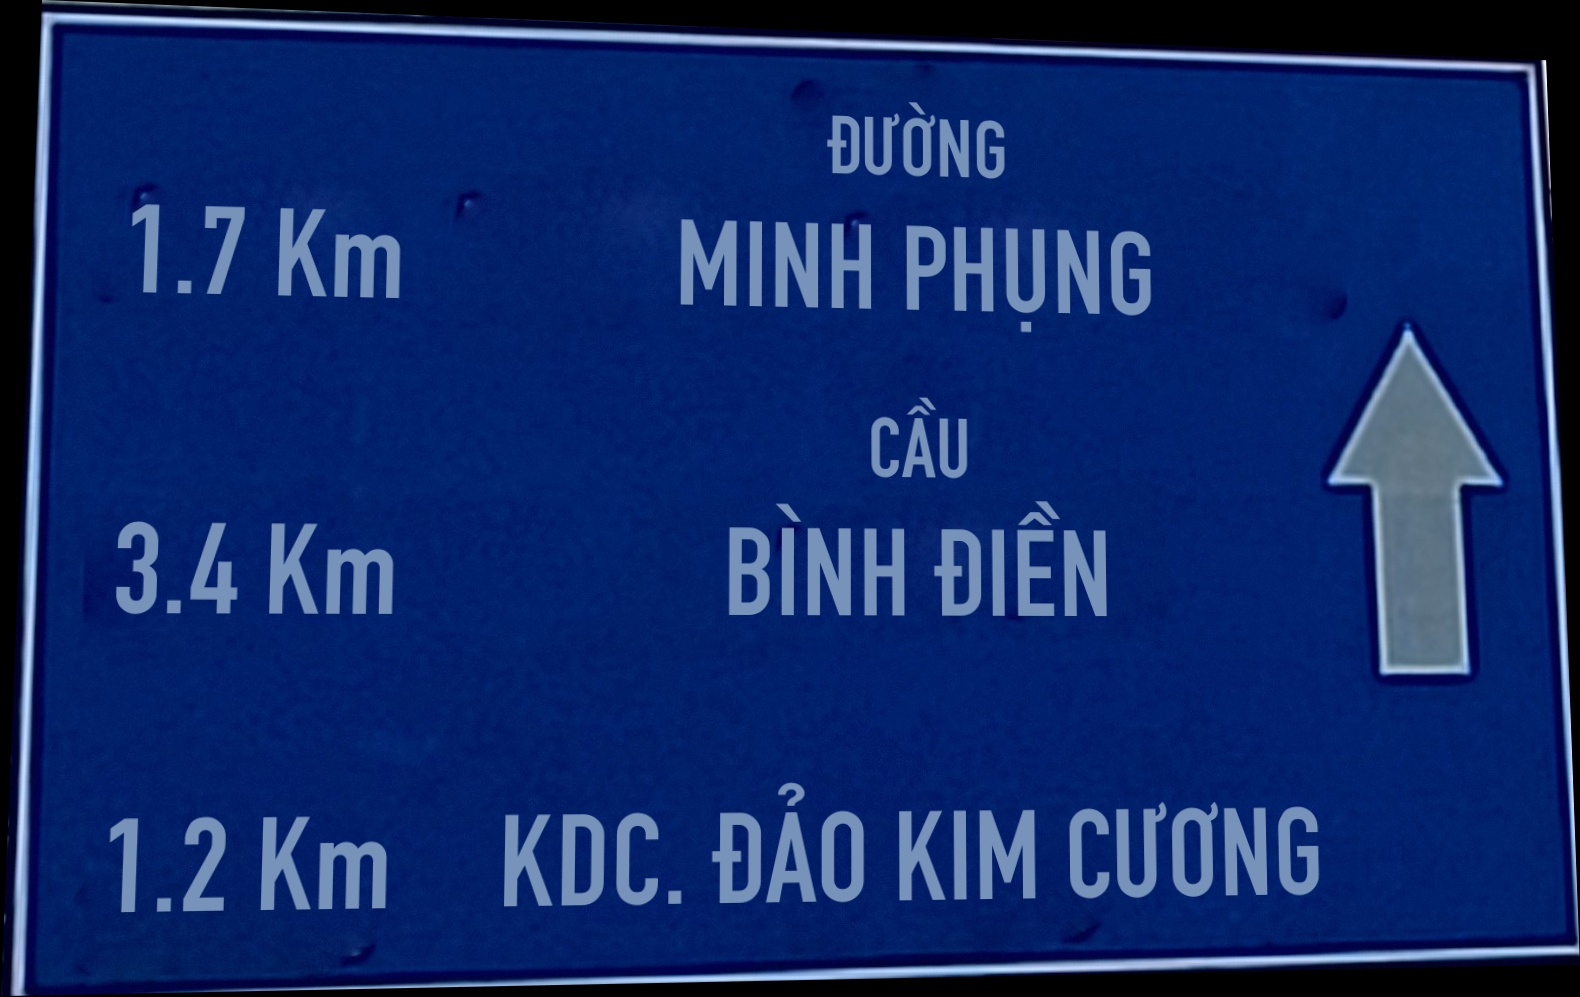 ĐƯỜNG
1.7 Km MINH PHỤNG
CẦU
3.4 Km BÌNH ĐIỀN
1.2 Km KDC. ĐẢO KIM CƯƠNG